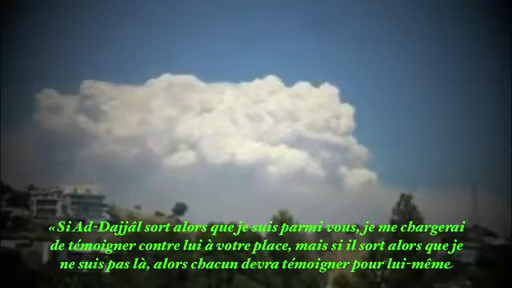 «Si Ad-Dajjâl sort alors que je suis parmi vous, je me chargerai
de témoigner contre lui à votre place, mais si il sort alors que je
ne suis pas là, alors chacun devra témoigner pour lui-même